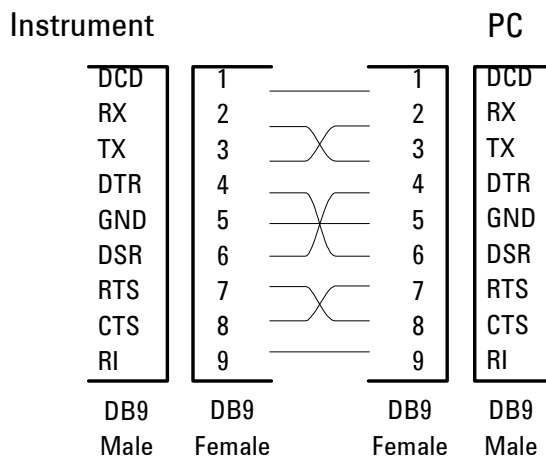 Instrument PC
DCD 1 1 DCD
RX 2 2 RX
TX 3 3 TX
DTR 4 4 DTR
GND 5 5 GND
DSR 6 6 DSR
RTS 7 7 RTS
CTS 8 8 CTS
RI 9 9 RI
DB9 DB9 DB9 DB9
Male Female Female Male